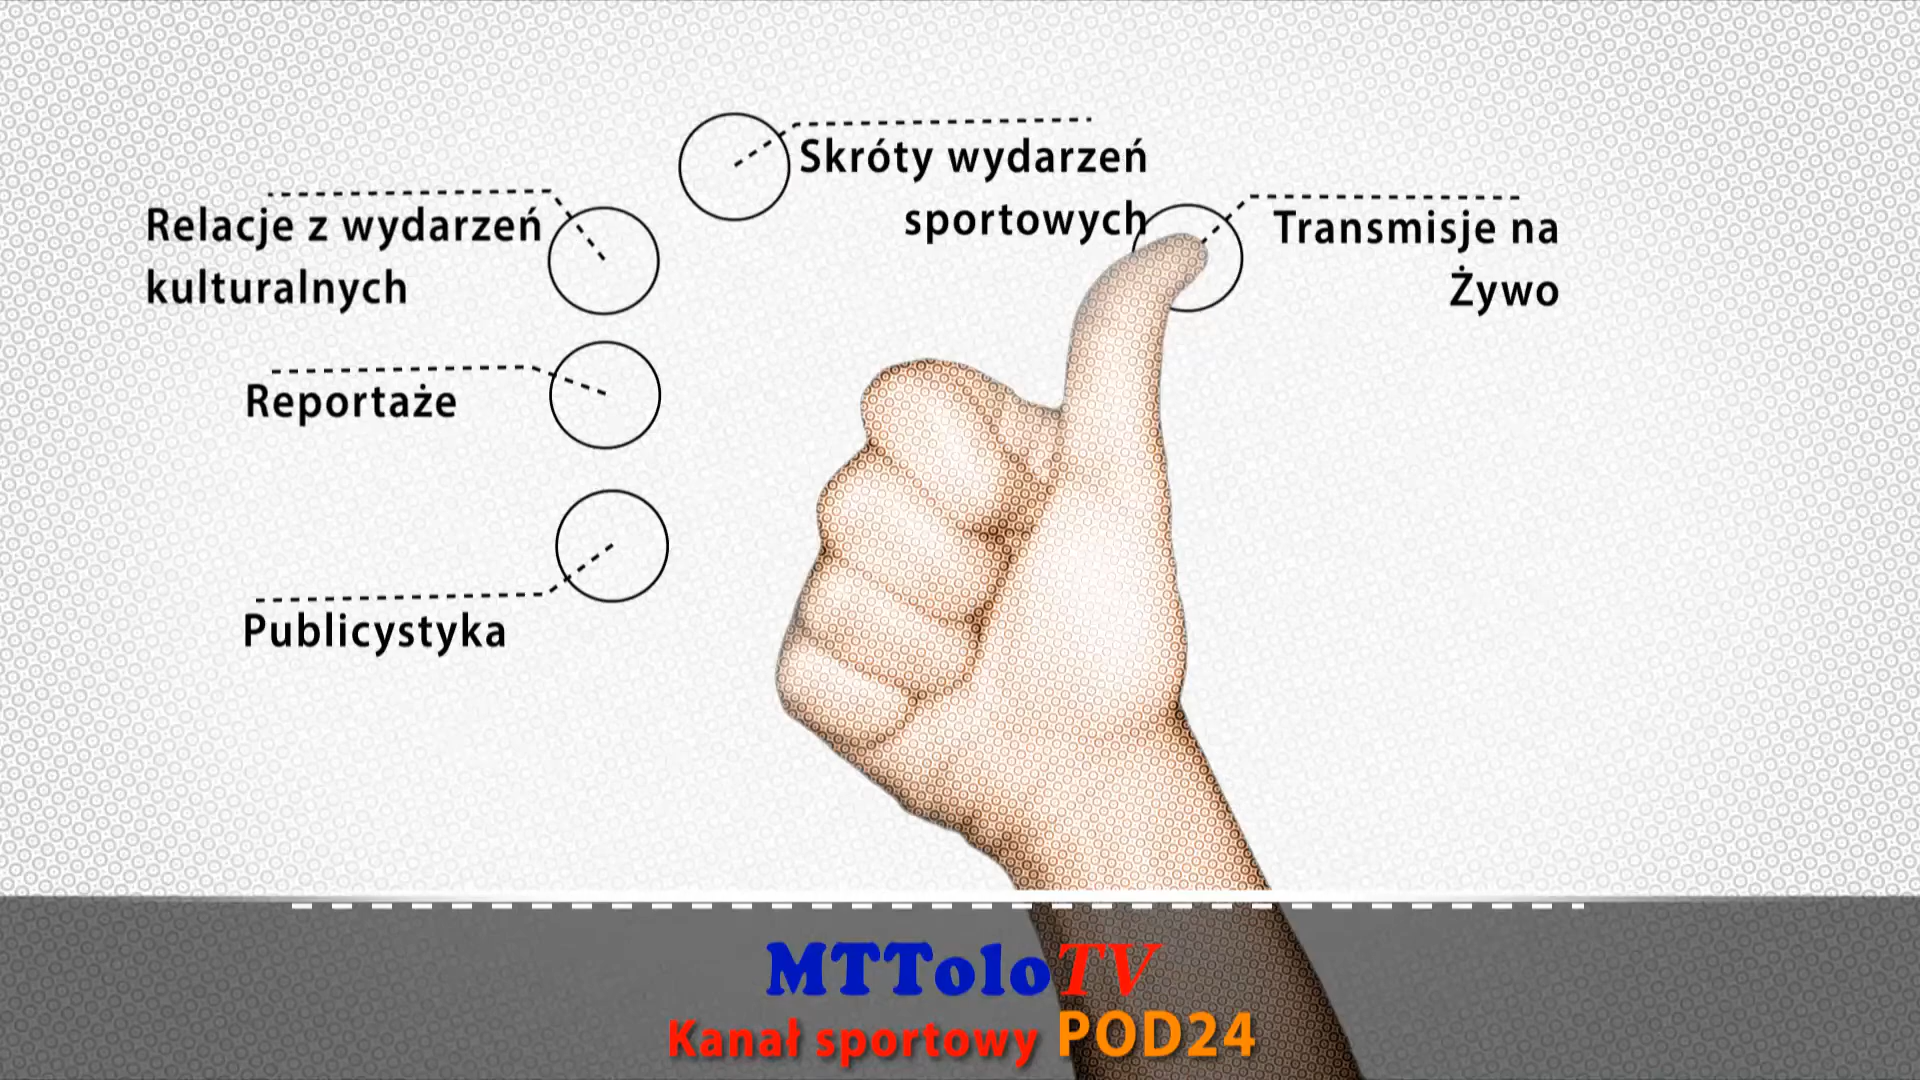 Skróty wydarzeń
sportowych
Relacje z wydarzeń
kulturalnych
Transmisje na
Żywo
Reportaże
Publicystyka
MTToloTV
Kanał sportowy POD24